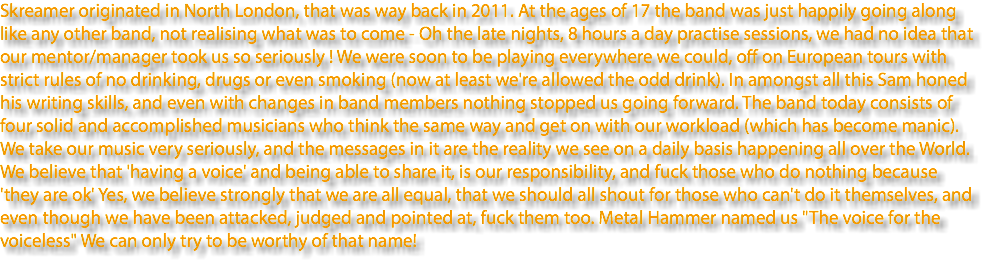 Skreamer originated in North London, that was way back in 2011. At the ages of 17 the band was just happily going along
like any other band, not realising what was to come - Oh the late nights, 8 hours a day practise sessions, we had no idea that
our mentor/manager took us so seriously ! We were soon to be playing everywhere we could, off on European tours with
strict rules of no drinking, drugs or even smoking (now at least we're allowed the odd drink). In amongst all this Sam honed
his writing skills, and even with changes in band members nothing stopped us going forward. The band today consists of
four solid and accomplished musicians who think the same way and get on with our workload (which has become manic).
We take our music very seriously, and the messages in it are the reality we see on a daily basis happening all over the World.
We believe that 'having a voice' and being able to share it, is our responsibility, and fuck those who do nothing because
'they are ok' Yes, we believe strongly that we are all equal, that we should all shout for those who can't do it themselves, and
even though we have been attacked, judged and pointed at, fuck them too. Metal Hammer named us "The voice for the
voiceless" We can only try to be worthy of that name!